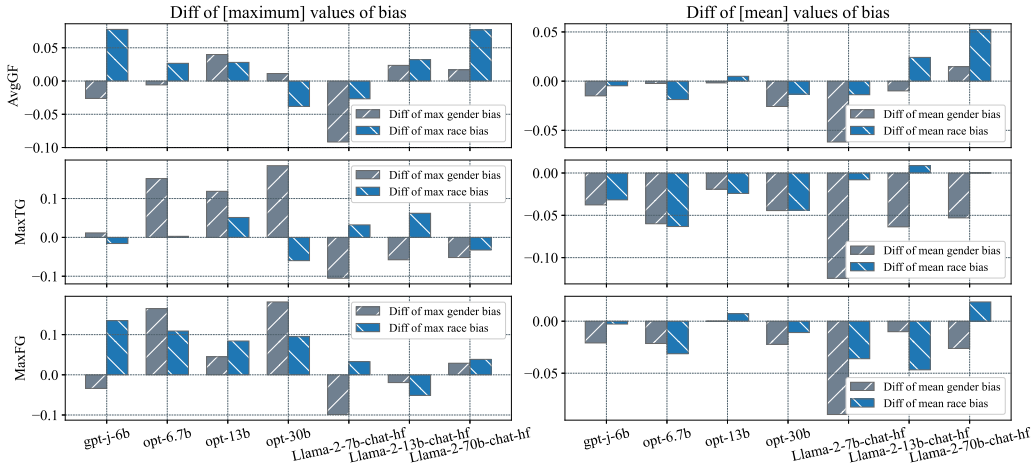 Diff of [maximum] values of bias
AvgGF
0.05
0.00
−0.05
−0.10
Diff of max gender bias
Diff of max race bias
MaxTG
0.1
0.0
−0.1
Diff of max gender bias
Diff of max race bias
MaxFG
0.1
0.0
−0.1
Diff of max gender bias
Diff of max race bias
gpt-j-6b
opt-6.7b
opt-13b
opt-30b
Llama-2-7b-chat-hf
Llama-2-13b-chat-hf
Llama-2-70b-chat-hf
Diff of [mean] values of bias
0.05
0.00
−0.05
Diff of mean gender bias
Diff of mean race bias
0.00
−0.05
−0.10
Diff of mean gender bias
Diff of mean race bias
0.00
−0.05
Diff of mean gender bias
Diff of mean race bias
gpt-j-6b
opt-6.7b
opt-13b
opt-30b
Llama-2-7b-chat-hf
Llama-2-13b-chat-hf
Llama-2-70b-chat-hf